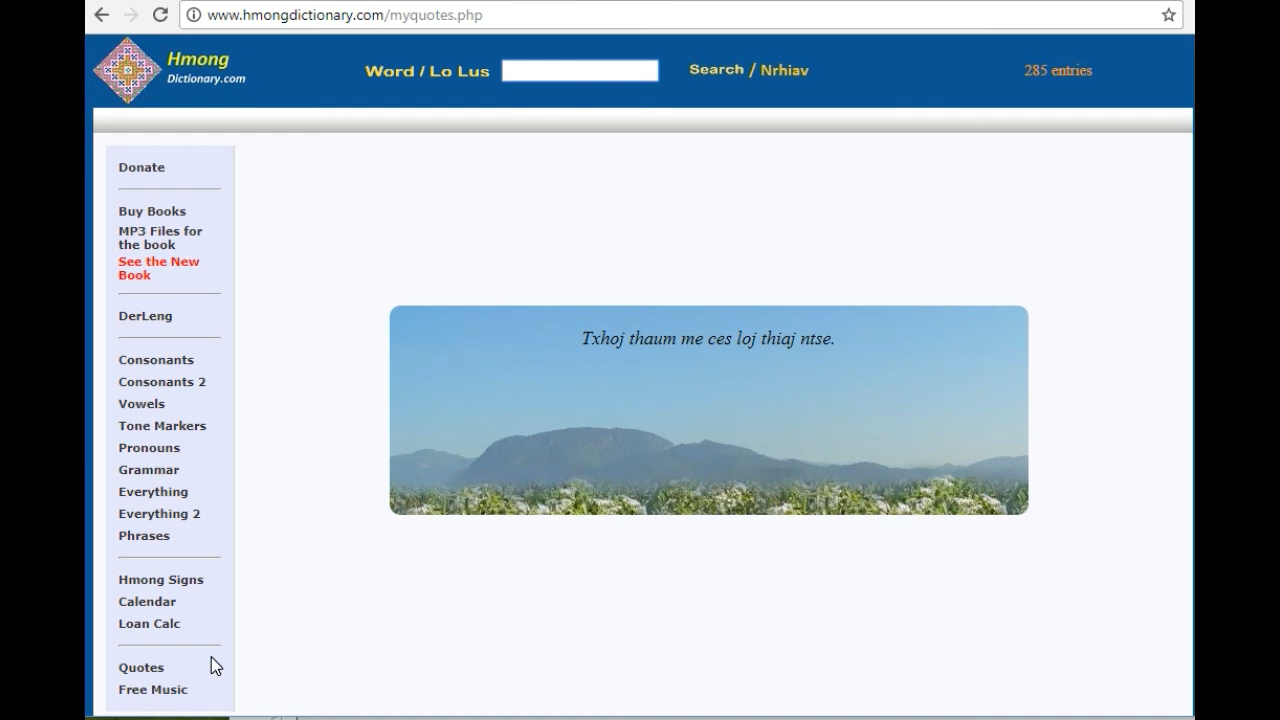 www.hmongdictionary.com/myquotes.php
Hmong
Dictionary.com
Word / Lo Lus
Search / Nrhiav
285 entries
Donate
Buy Books
MP3 Files for
the book
See the New
Book
DerLeng
Consonants
Consonants 2
Vowels
Tone Markers
Pronouns
Grammar
Everything
Everything 2
Phrases
Hmong Signs
Calendar
Loan Calc
Quotes
Free Music
Txhoj thaum me ces loj thiaj ntse.